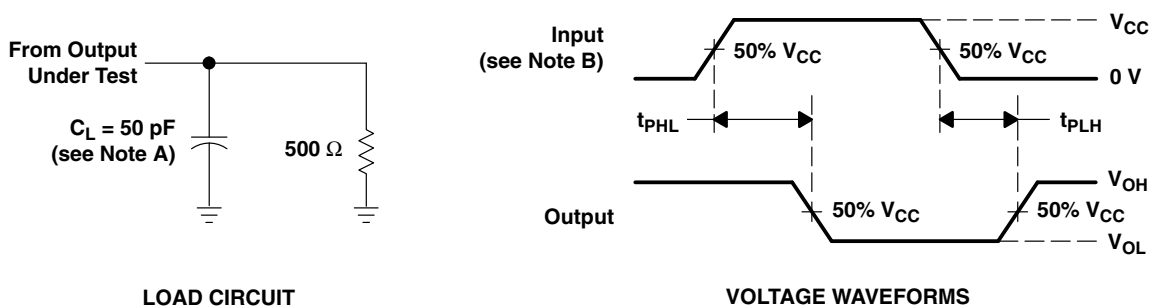 From Output
Under Test
C_L = 50 pF
(see Note A)
500 Ω
LOAD CIRCUIT
Input
(see Note B)
50% V_CC
50% V_CC
V_CC
0 V
t_PHL
t_PLH
Output
50% V_CC
50% V_CC
V_OH
V_OL
VOLTAGE WAVEFORMS